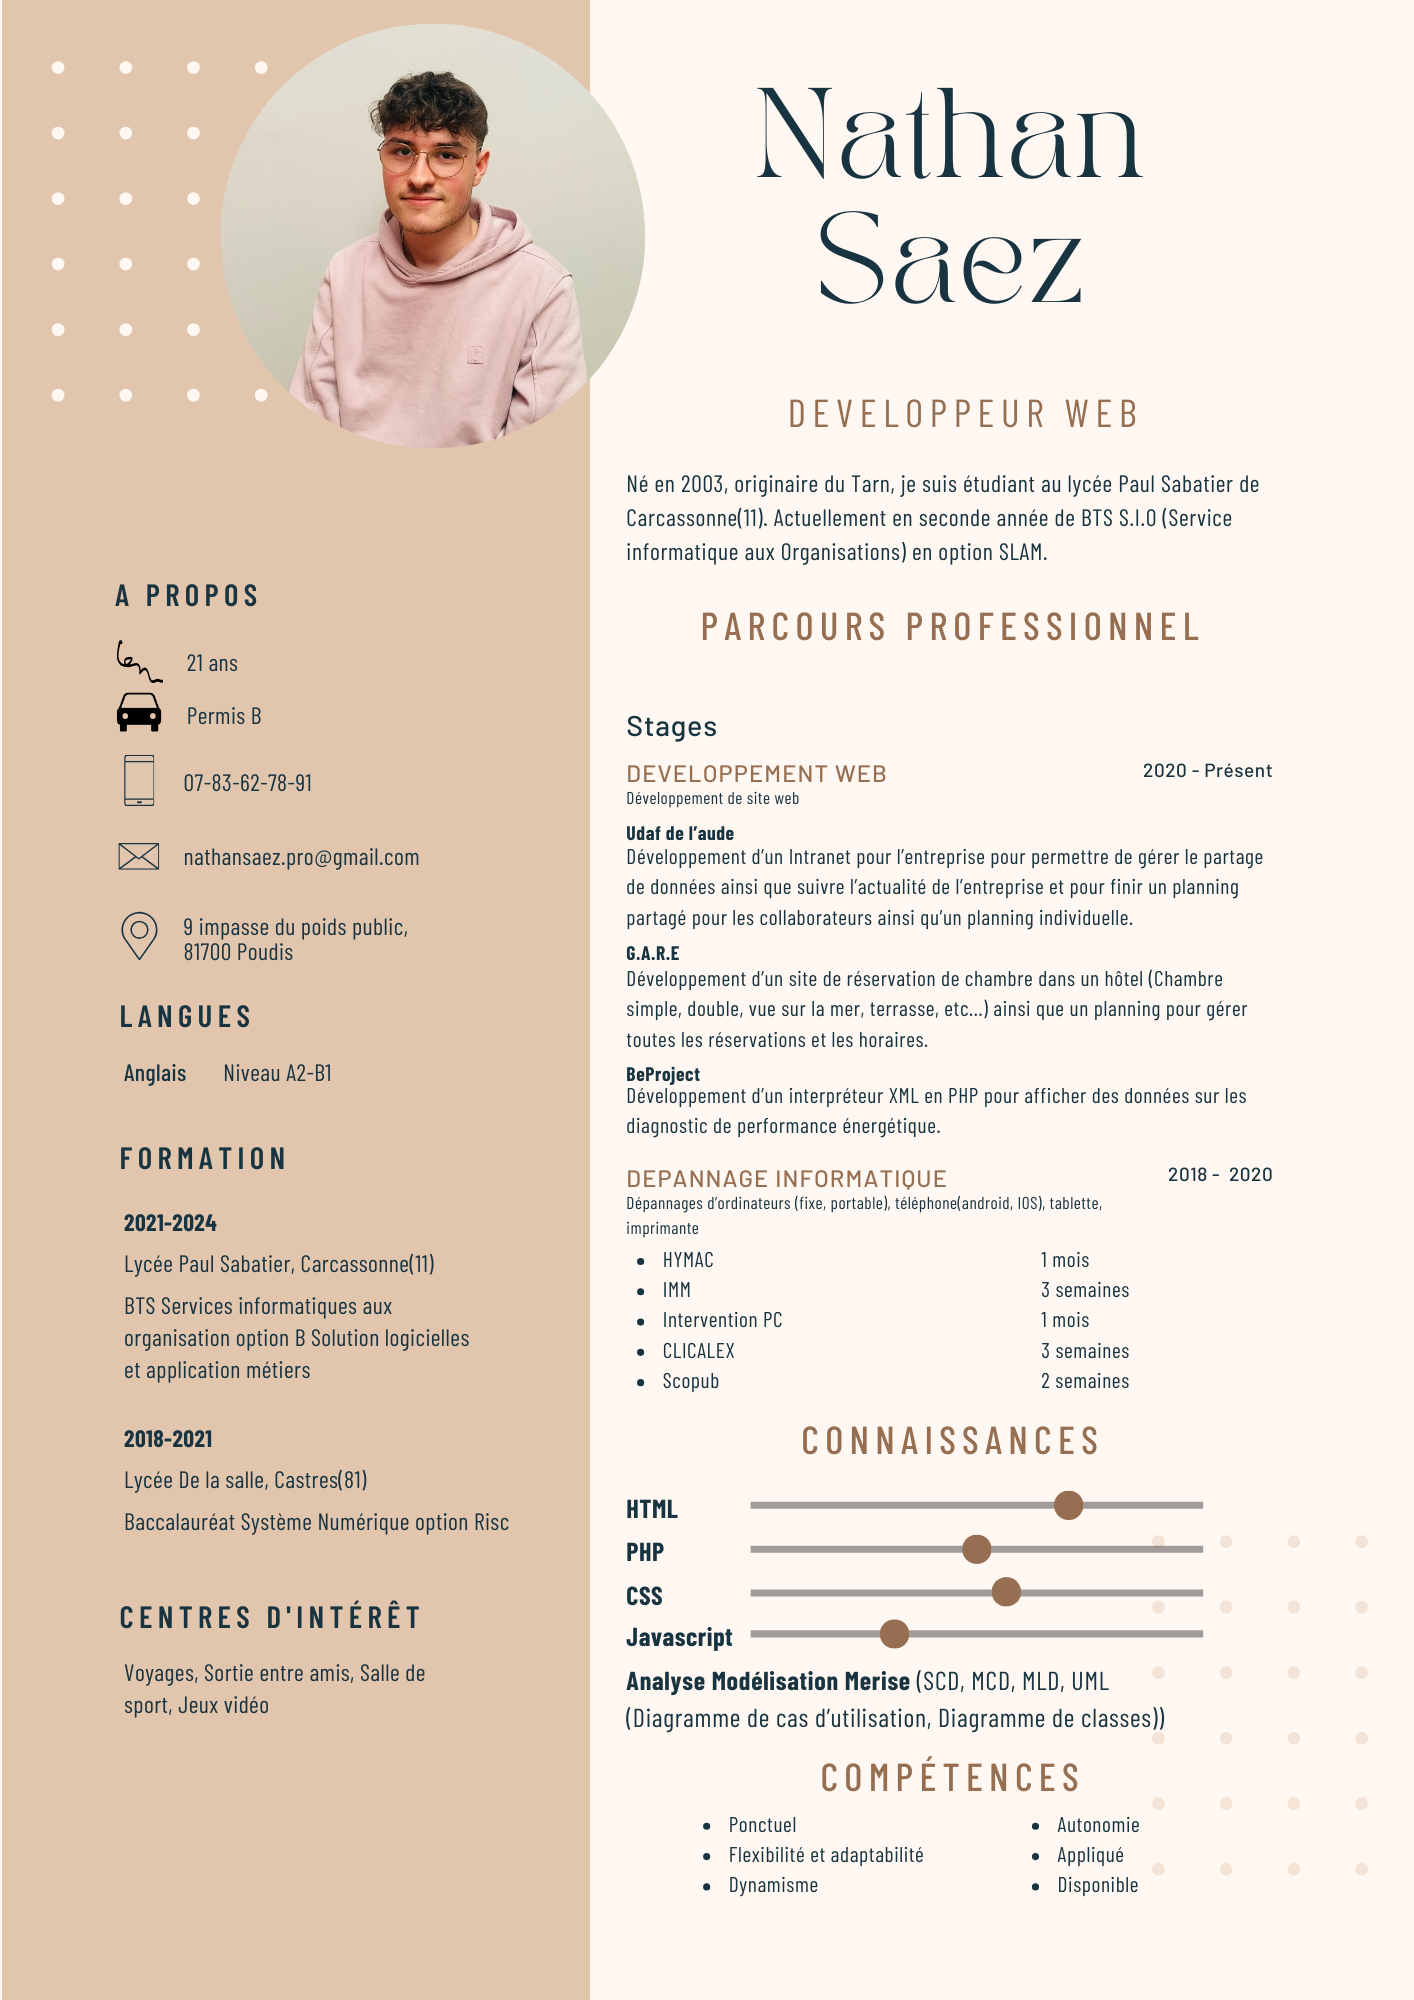 Nathan
Saez
DEVELOPPEUR WEB
Né en 2003, originaire du Tarn, je suis étudiant au lycée Paul Sabatier de
Carcassonne(11). Actuellement en seconde année de BTS S.I.O (Service
informatique aux Organisations) en option SLAM.
A PROPOS
21 ans
Permis B
07-83-62-78-91
nathansaez.pro@gmail.com
9 impasse du poids public,
81700 Poudis
LANGUES
Anglais Niveau A2-B1
FORMATION
2021-2024
Lycée Paul Sabatier, Carcassonne(11)
BTS Services informatiques aux
organisation option B Solution logicielles
et application métiers
2018-2021
Lycée De la salle, Castres(81)
Baccalauréat Système Numérique option Risc
CENTRES D'INTÉRÊT
Voyages, Sortie entre amis, Salle de
sport, Jeux vidéo
PARCOURS PROFESSIONNEL
Stages
DEVELOPPEMENT WEB 2020 - Présent
Développement de site web
Udaf de l’aude
Développement d’un Intranet pour l’entreprise pour permettre de gérer le partage
de données ainsi que suivre l’actualité de l’entreprise et pour finir un planning
partagé pour les collaborateurs ainsi qu’un planning individuelle.
G.A.R.E
Développement d’un site de réservation de chambre dans un hôtel (Chambre
simple, double, vue sur la mer, terrasse, etc...) ainsi que un planning pour gérer
toutes les réservations et les horaires.
BeProject
Développement d’un interpréteur XML en PHP pour afficher des données sur les
diagnostic de performance énergétique.
DEPANNAGE INFORMATIQUE 2018 - 2020
Dépannages d’ordinateurs (fixe, portable), téléphone(android, IOS), tablette,
imprimante
• HYMAC 1 mois
• IMM 3 semaines
• Intervention PC 1 mois
• CLICALEX 3 semaines
• Scopub 2 semaines
CONNAISSANCES
HTML
PHP
CSS
Javascript
Analyse Modélisation Merise (SCD, MCD, MLD, UML
(Diagramme de cas d’utilisation, Diagramme de classes))
COMPÉTENCES
• Ponctuel
• Flexibilité et adaptabilité
• Dynamisme
• Autonomie
• Appliqué
• Disponible